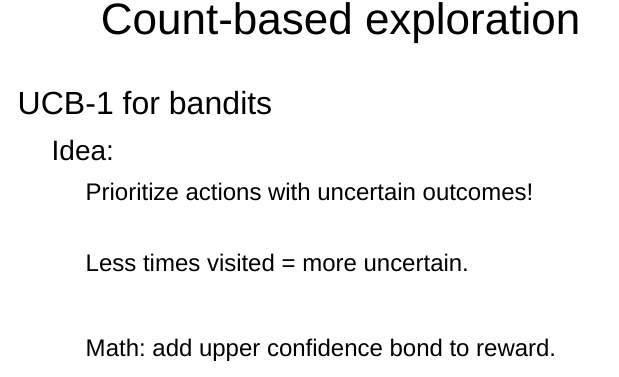 Count-based exploration
UCB-1 for bandits
Idea:
Prioritize actions with uncertain outcomes!
Less times visited = more uncertain.
Math: add upper confidence bond to reward.